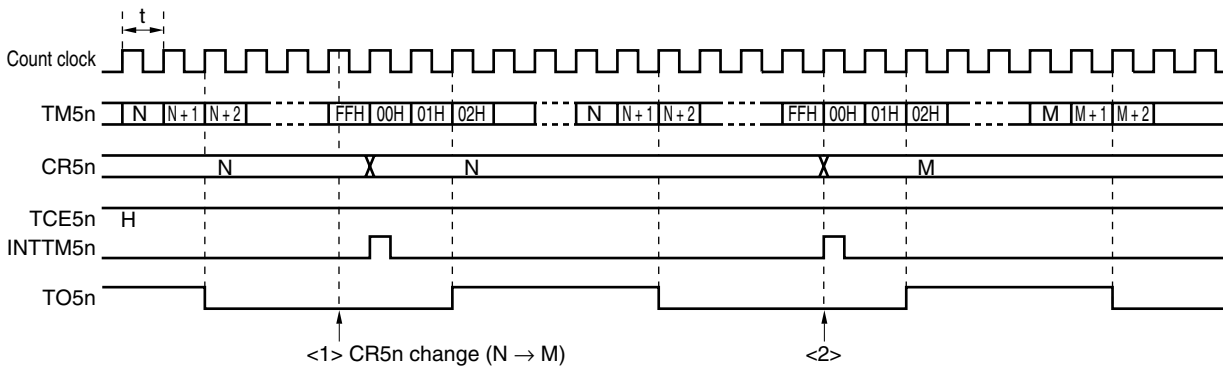 t
Count clock
TM5n N N + 1 N + 2 FFH 00H 01H 02H N N + 1 N + 2 FFH 00H 01H 02H M M + 1 M + 2
CR5n N N M
TCE5n H
INTTM5n
TO5n
<1> CR5n change (N → M) <2>